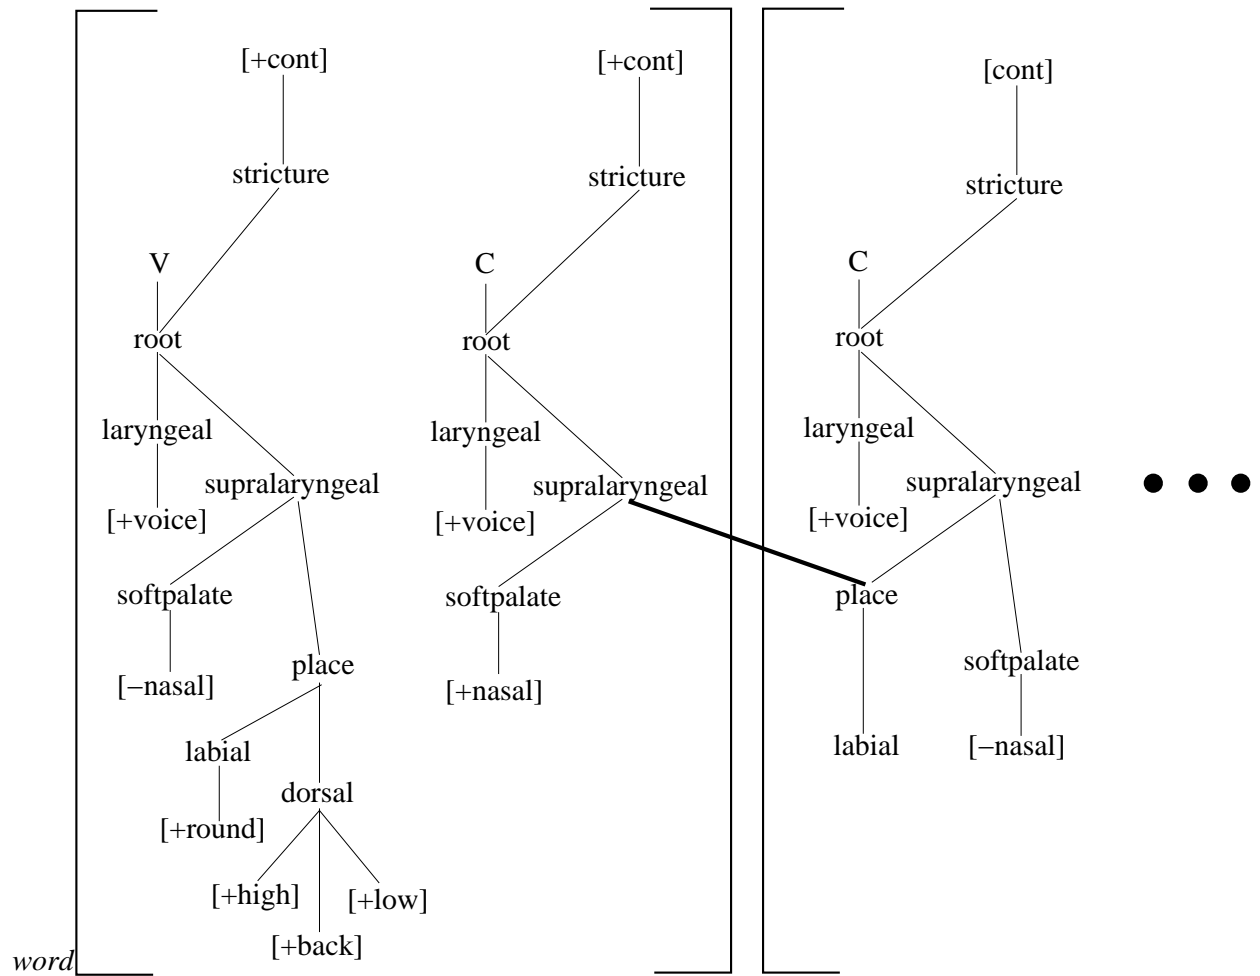 [+cont] [+cont] [cont]
stricture stricture stricture
V C C
root root root
laryngeal laryngeal laryngeal
supralaryngeal supralaryngeal supralaryngeal
[+voice] [+voice] [+voice]
softpalate softpalate place
place softpalate
[−nasal] [+nasal]
labial labial [−nasal]
dorsal
[+round]
[+high] [+low]
[+back]
word